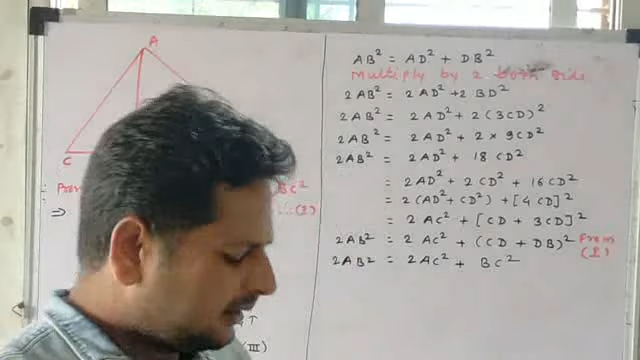 A
C
Prov
BC²
⇒
...(I)
(III)
AB² = AD² + DB²
Multiply by 2 both side
2AB² = 2AD² + 2BD²
2AB² = 2AD² + 2(3CD)²
2AB² = 2AD² + 2×9CD²
2AB² = 2AD² + 18CD²
= 2AD² + 2CD² + 16CD²
= 2(AD² + CD²) + [4CD]²
= 2AC² + [CD + 3CD]²
2AB² = 2AC² + (CD + DB)² From (I)
2AB² = 2AC² + BC²